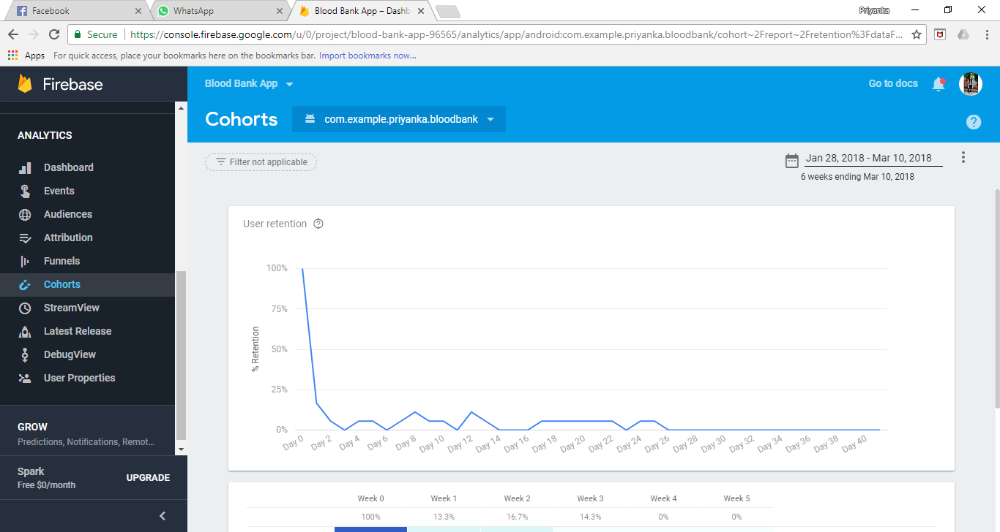 Facebook
WhatsApp
Blood Bank App – Dashb
Priyanka
Secure
https://console.firebase.google.com/u/0/project/blood-bank-app-96565/analytics/app/android:com.example.priyanka.bloodbank/cohort~2Freport~2Fretention%3FdataF...
Apps
For quick access, place your bookmarks here on the bookmarks bar. Import bookmarks now...
Firebase
Blood Bank App
Go to docs
Cohorts
com.example.priyanka.bloodbank
?
ANALYTICS
Dashboard
Events
Audiences
Attribution
Funnels
Cohorts
StreamView
Latest Release
DebugView
User Properties
GROW
Predictions, Notifications, Remot...
Spark
Free $0/month
UPGRADE
Filter not applicable
Jan 28, 2018 - Mar 10, 2018
6 weeks ending Mar 10, 2018
User retention ?
% Retention
100%
75%
50%
25%
0%
Day 0 Day 2 Day 4 Day 6 Day 8 Day 10 Day 12 Day 14 Day 16 Day 18 Day 20 Day 22 Day 24 Day 26 Day 28 Day 30 Day 32 Day 34 Day 36 Day 38 Day 40
Week 0 Week 1 Week 2 Week 3 Week 4 Week 5
100% 13.3% 16.7% 14.3% 0% 0%